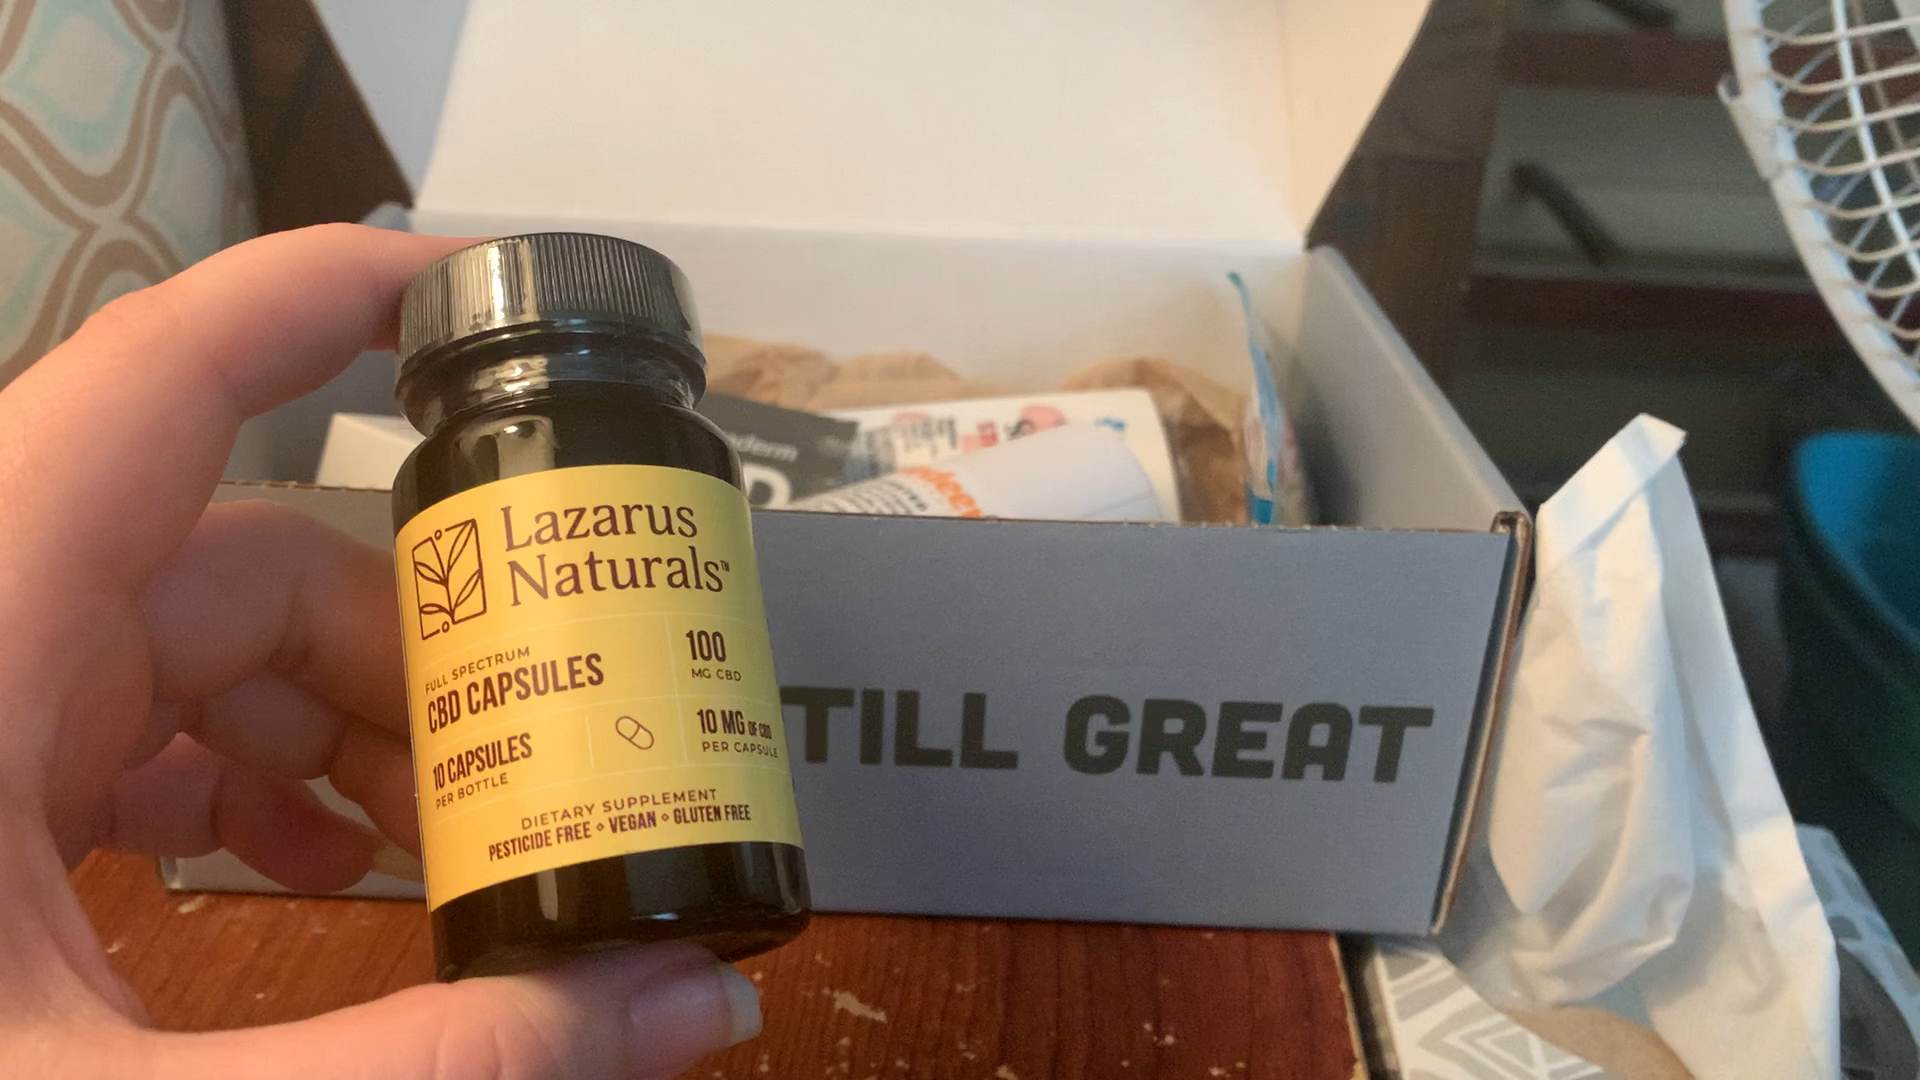 Lazarus
Naturals™
FULL SPECTRUM
CBD CAPSULES
100
MG CBD
10 CAPSULES
PER BOTTLE
10 MG OF CBD
PER CAPSULE
DIETARY SUPPLEMENT
PESTICIDE FREE ⋄ VEGAN ⋄ GLUTEN FREE
TILL GREAT